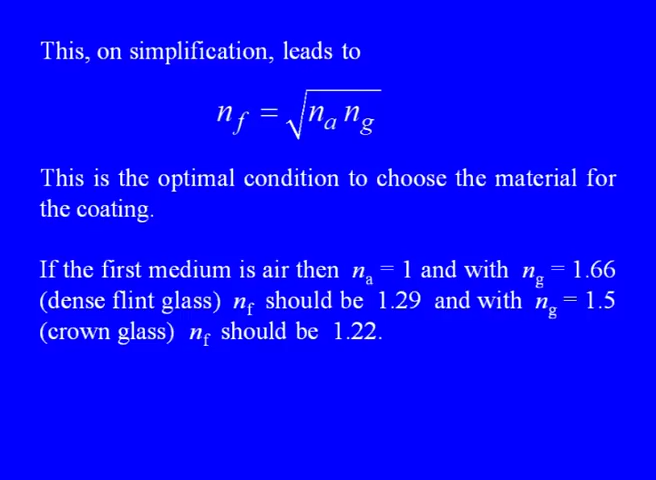 This, on simplification, leads to
n_f = √(n_a n_g)
This is the optimal condition to choose the material for
the coating.
If the first medium is air then n_a = 1 and with n_g = 1.66
(dense flint glass) n_f should be 1.29 and with n_g = 1.5
(crown glass) n_f should be 1.22.